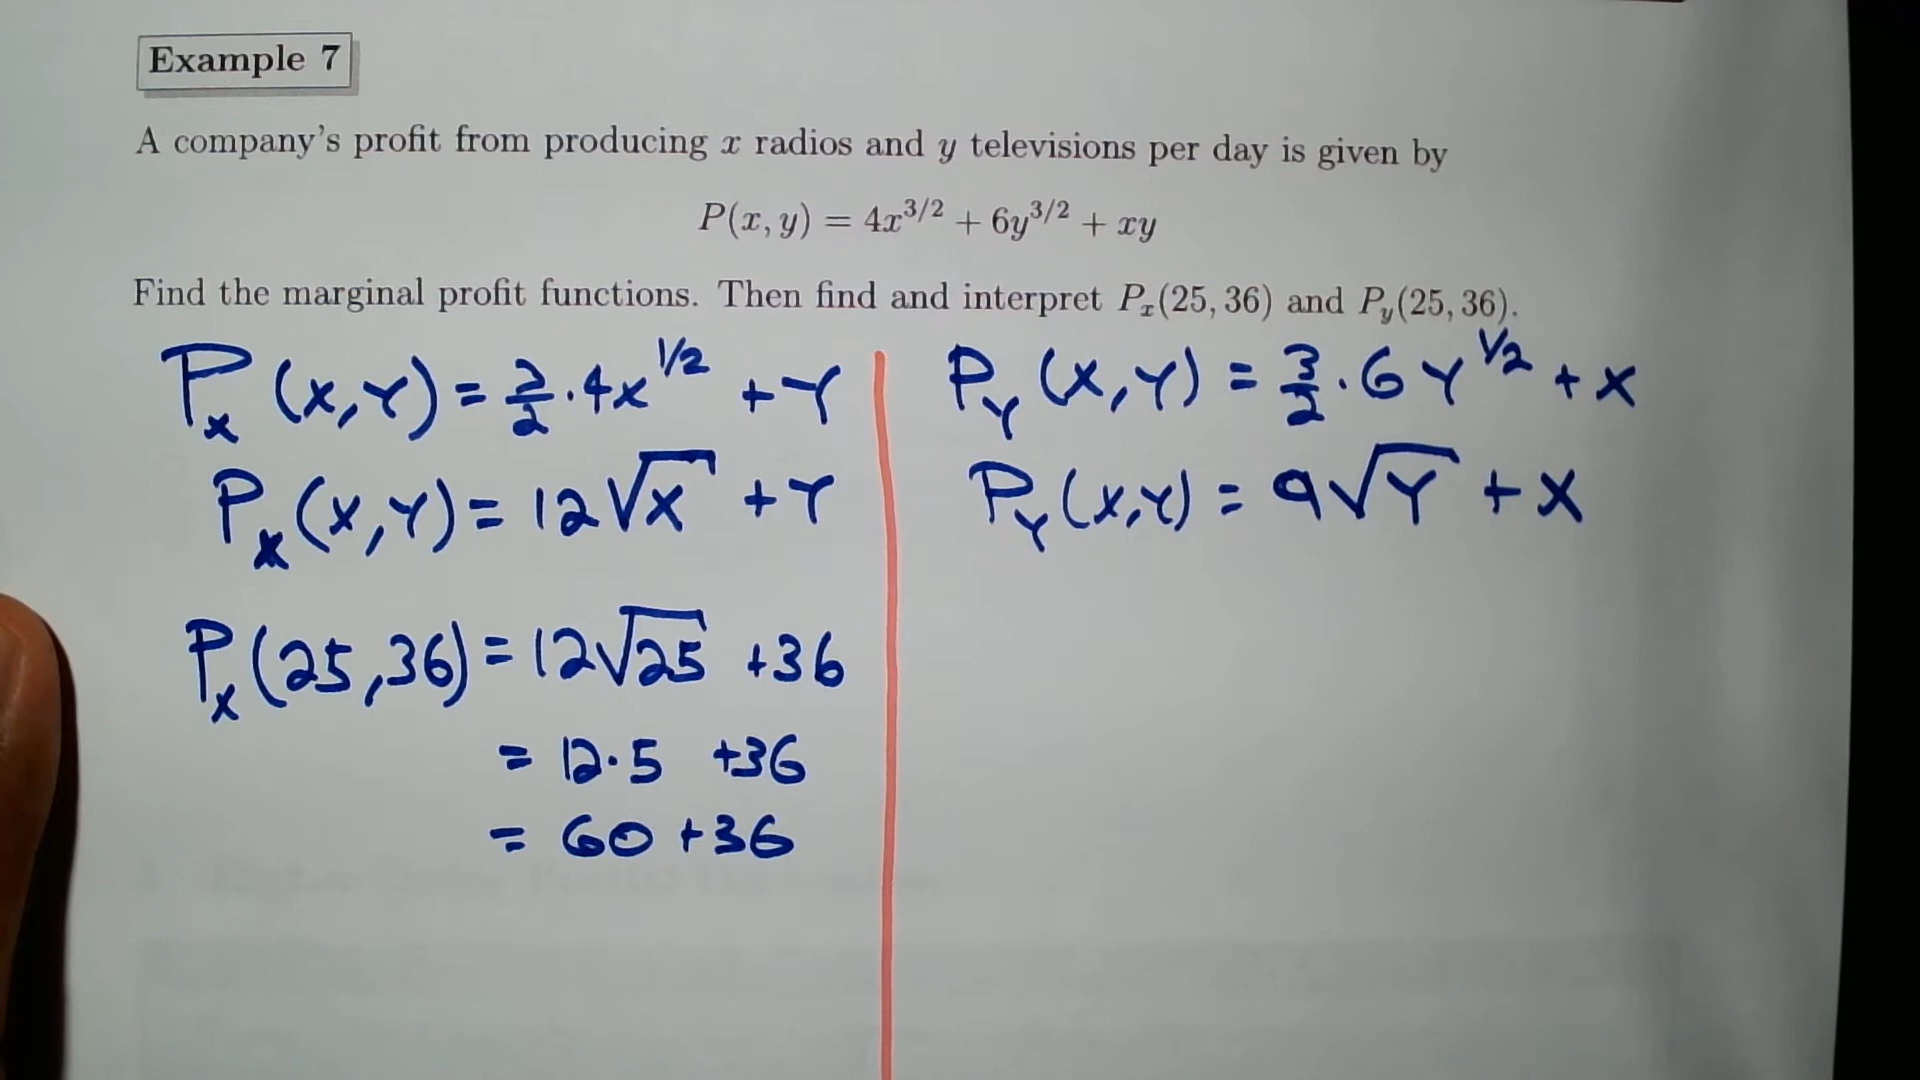 Example 7
A company's profit from producing x radios and y televisions per day is given by
P(x, y) = 4x^{3/2} + 6y^{3/2} + xy
Find the marginal profit functions. Then find and interpret P_x(25, 36) and P_y(25, 36).
P_x (x,y) = 3/2 · 4x^{1/2} + y
P_x (x,y) = 12√x + y
P_x (25,36) = 12√25 + 36
= 12·5 + 36
= 60 + 36
P_y (x,y) = 3/2 · 6y^{1/2} + x
P_y (x,y) = 9√y + x